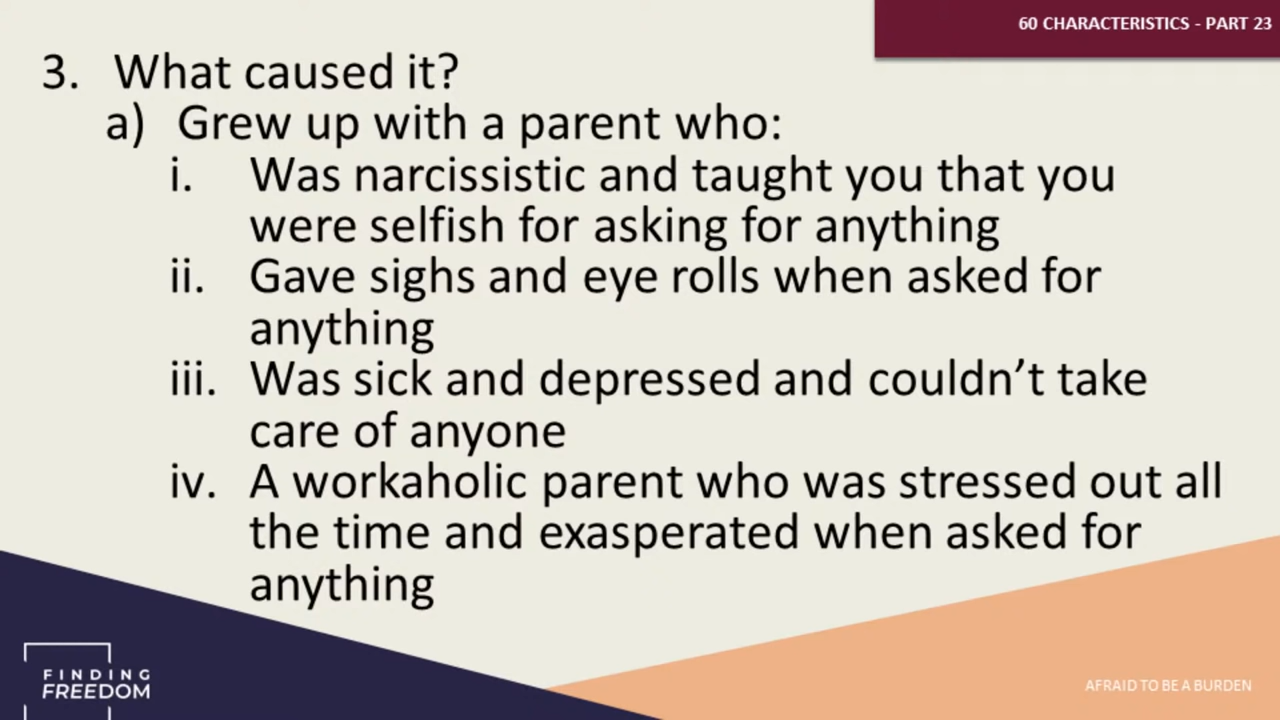 60 CHARACTERISTICS - PART 23
3. What caused it?
a) Grew up with a parent who:
i. Was narcissistic and taught you that you
were selfish for asking for anything
ii. Gave sighs and eye rolls when asked for
anything
iii. Was sick and depressed and couldn’t take
care of anyone
iv. A workaholic parent who was stressed out all
the time and exasperated when asked for
anything
FINDING
FREEDOM
AFRAID TO BE A BURDEN